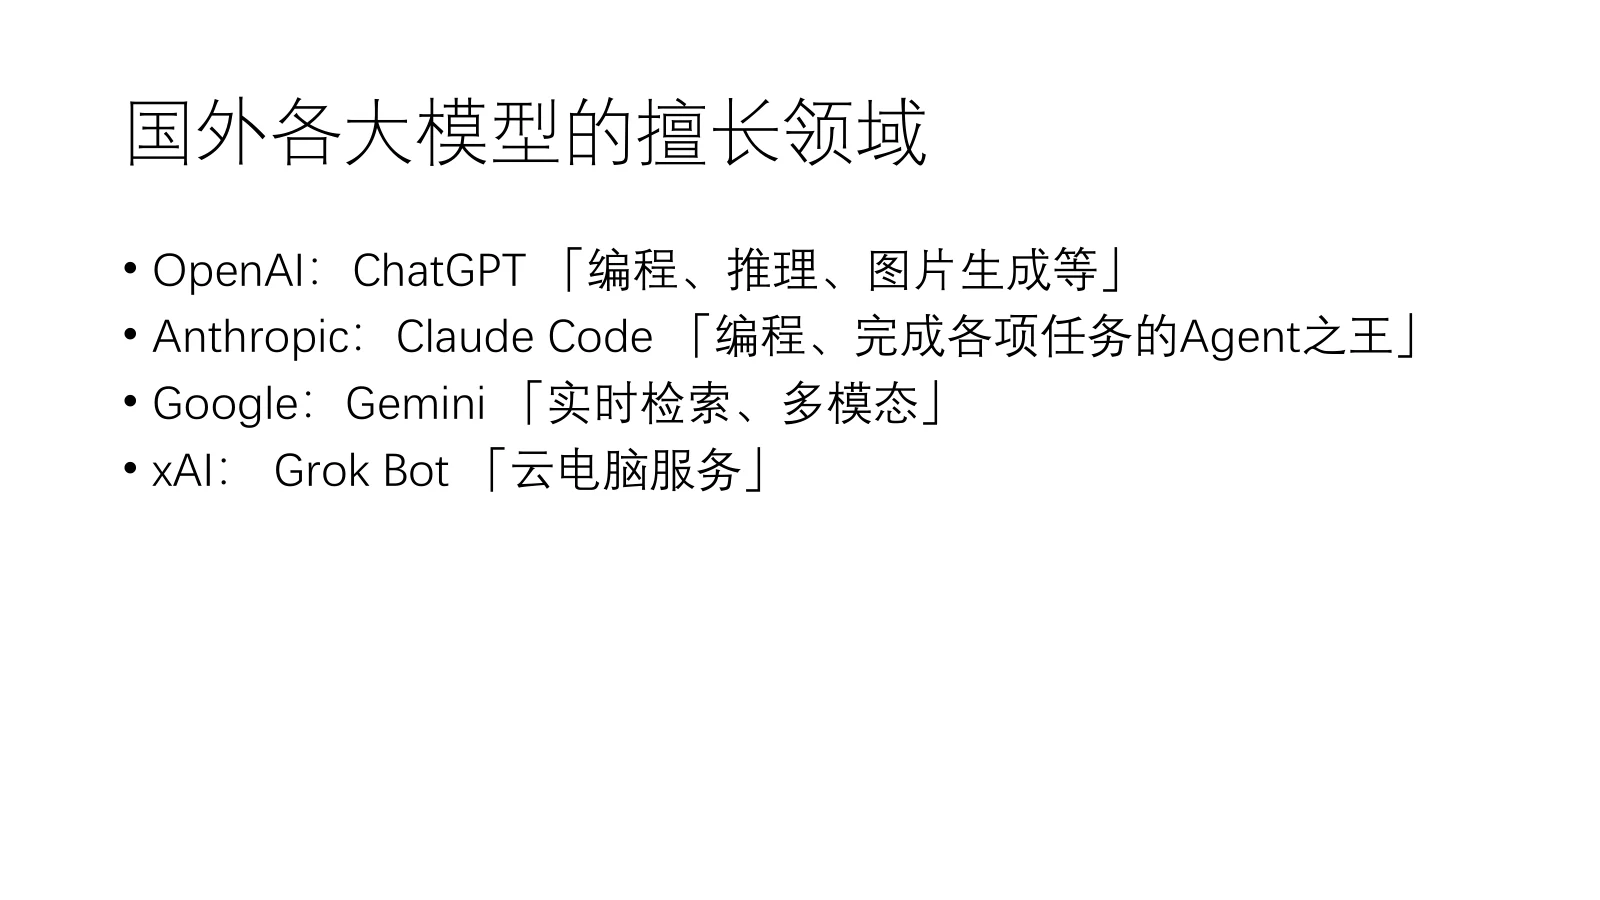 国外各大模型的擅长领域
• OpenAI：ChatGPT「编程、推理、图片生成等」
• Anthropic：Claude Code「编程、完成各项任务的Agent之王」
• Google：Gemini「实时检索、多模态」
• xAI： Grok Bot「云电脑服务」